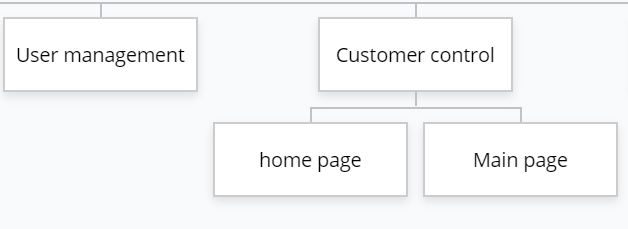 User management
Customer control
home page
Main page